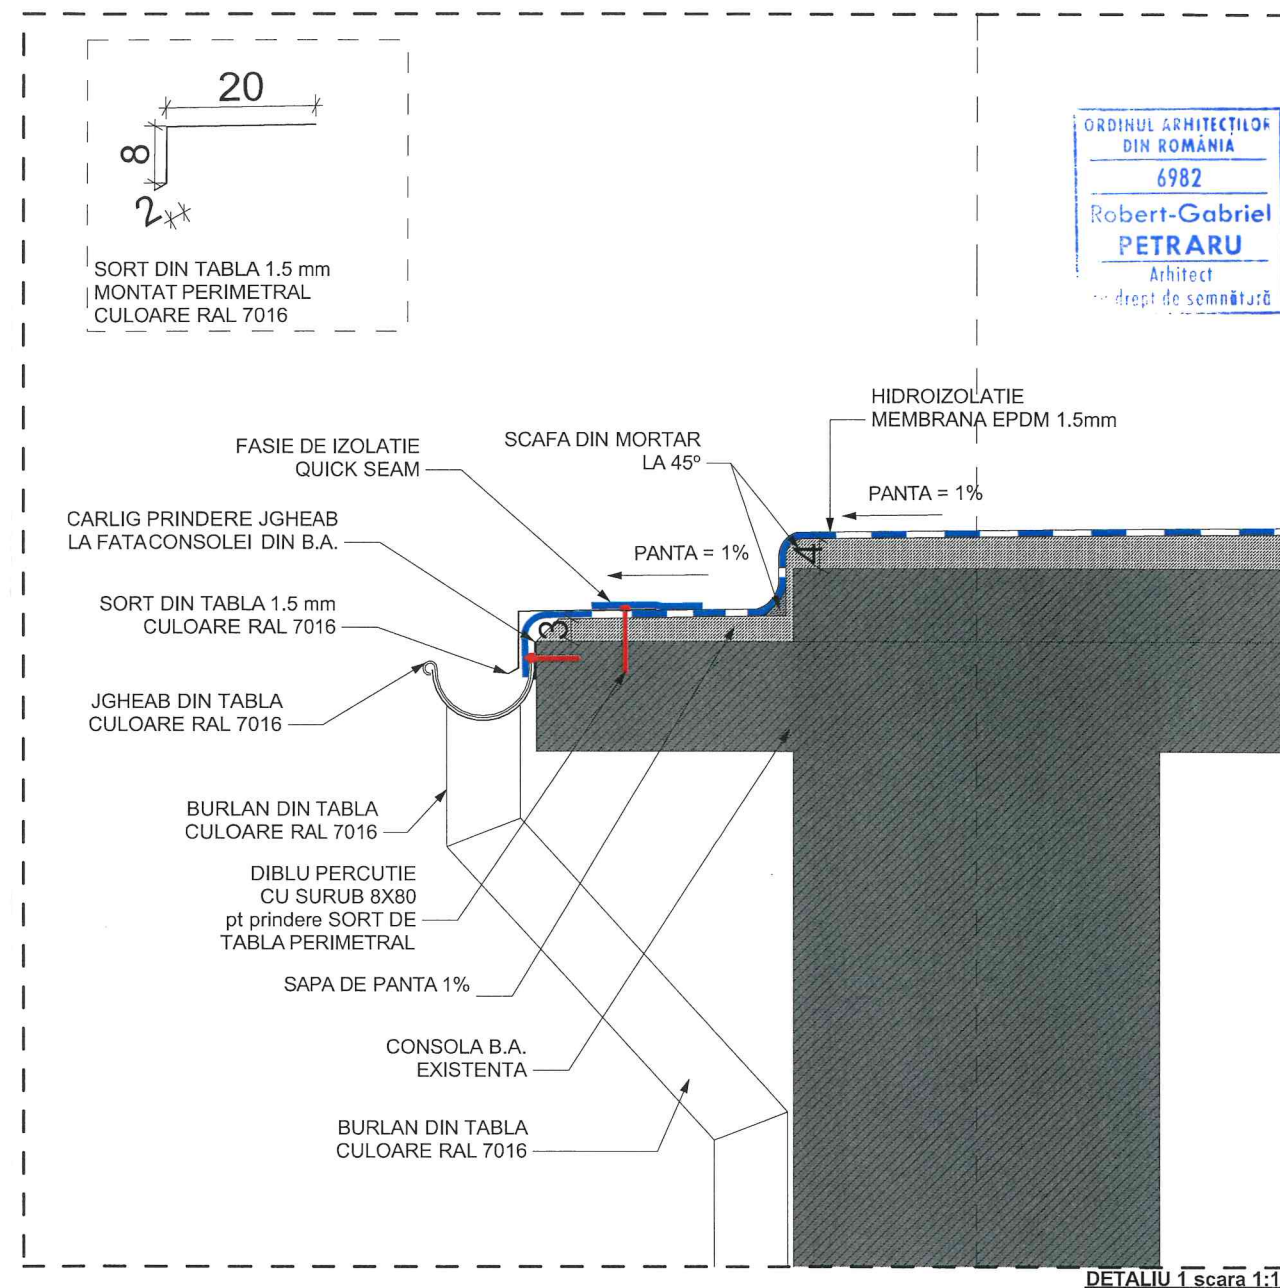 20
8
2
SORT DIN TABLA 1.5 mm
MONTAT PERIMETRAL
CULOARE RAL 7016
ORDINUL ARHITECȚILOR
DIN ROMÂNIA
6982
Robert-Gabriel
PETRARU
Arhitect
drept de semnătură
HIDROIZOLATIE
MEMBRANA EPDM 1.5mm
SCAFA DIN MORTAR
LA 45º
FASIE DE IZOLATIE
QUICK SEAM
PANTA = 1%
CARLIG PRINDERE JGHEAB
LA FATACONSOLEI DIN B.A.
PANTA = 1%
4
SORT DIN TABLA 1.5 mm
CULOARE RAL 7016
3
JGHEAB DIN TABLA
CULOARE RAL 7016
BURLAN DIN TABLA
CULOARE RAL 7016
DIBLU PERCUTIE
CU SURUB 8X80
pt prindere SORT DE
TABLA PERIMETRAL
SAPA DE PANTA 1%
CONSOLA B.A.
EXISTENTA
BURLAN DIN TABLA
CULOARE RAL 7016
DETALIU 1 scara 1:1